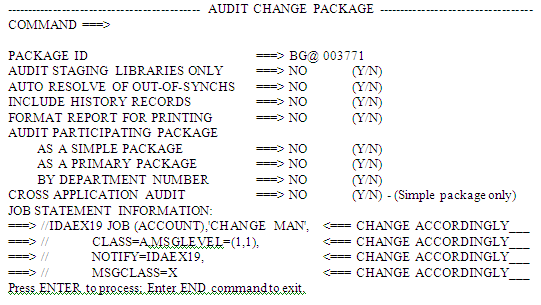 ---------------------------------------- AUDIT CHANGE PACKAGE --------------------------------
COMMAND ===>
PACKAGE ID ===> BG@ 003771
AUDIT STAGING LIBRARIES ONLY ===> NO (Y/N)
AUTO RESOLVE OF OUT-OF-SYNCHS ===> NO (Y/N)
INCLUDE HISTORY RECORDS ===> NO (Y/N)
FORMAT REPORT FOR PRINTING ===> NO (Y/N)
AUDIT PARTICIPATING PACKAGE
AS A SIMPLE PACKAGE ===> NO (Y/N)
AS A PRIMARY PACKAGE ===> NO (Y/N)
BY DEPARTMENT NUMBER ===> NO (Y/N)
CROSS APPLICATION AUDIT ===> NO (Y/N) - (Simple package only)
JOB STATEMENT INFORMATION:
===> //IDAEX19 JOB (ACCOUNT),'CHANGE MAN', <=== CHANGE ACCORDINGLY___
===> // CLASS=A,MSGLEVEL=(1,1), <=== CHANGE ACCORDINGLY___
===> // NOTIFY=IDAEX19, <=== CHANGE ACCORDINGLY___
===> // MSGCLASS=X <=== CHANGE ACCORDINGLY___
Press ENTER to process; Enter END command to exit.